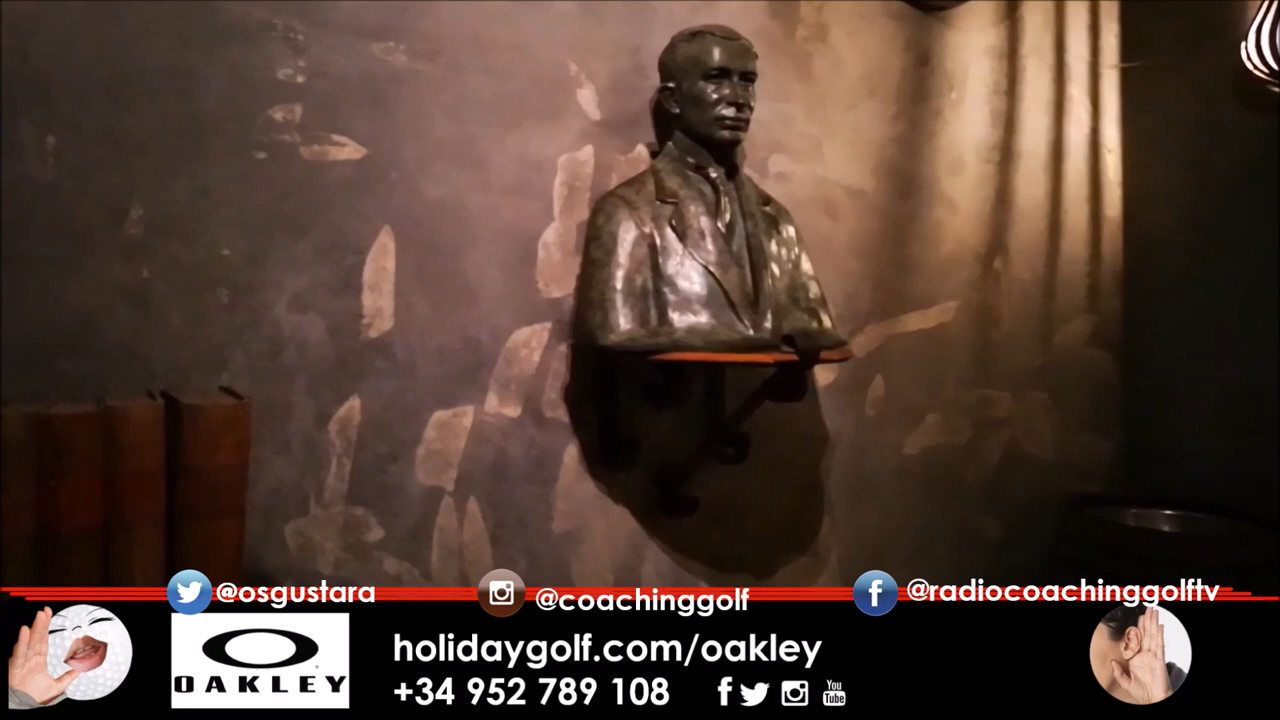 @osgustara
@coachinggolf
@radiocoachinggolftv
OAKLEY
holidaygolf.com/oakley
+34 952 789 108
You
Tube